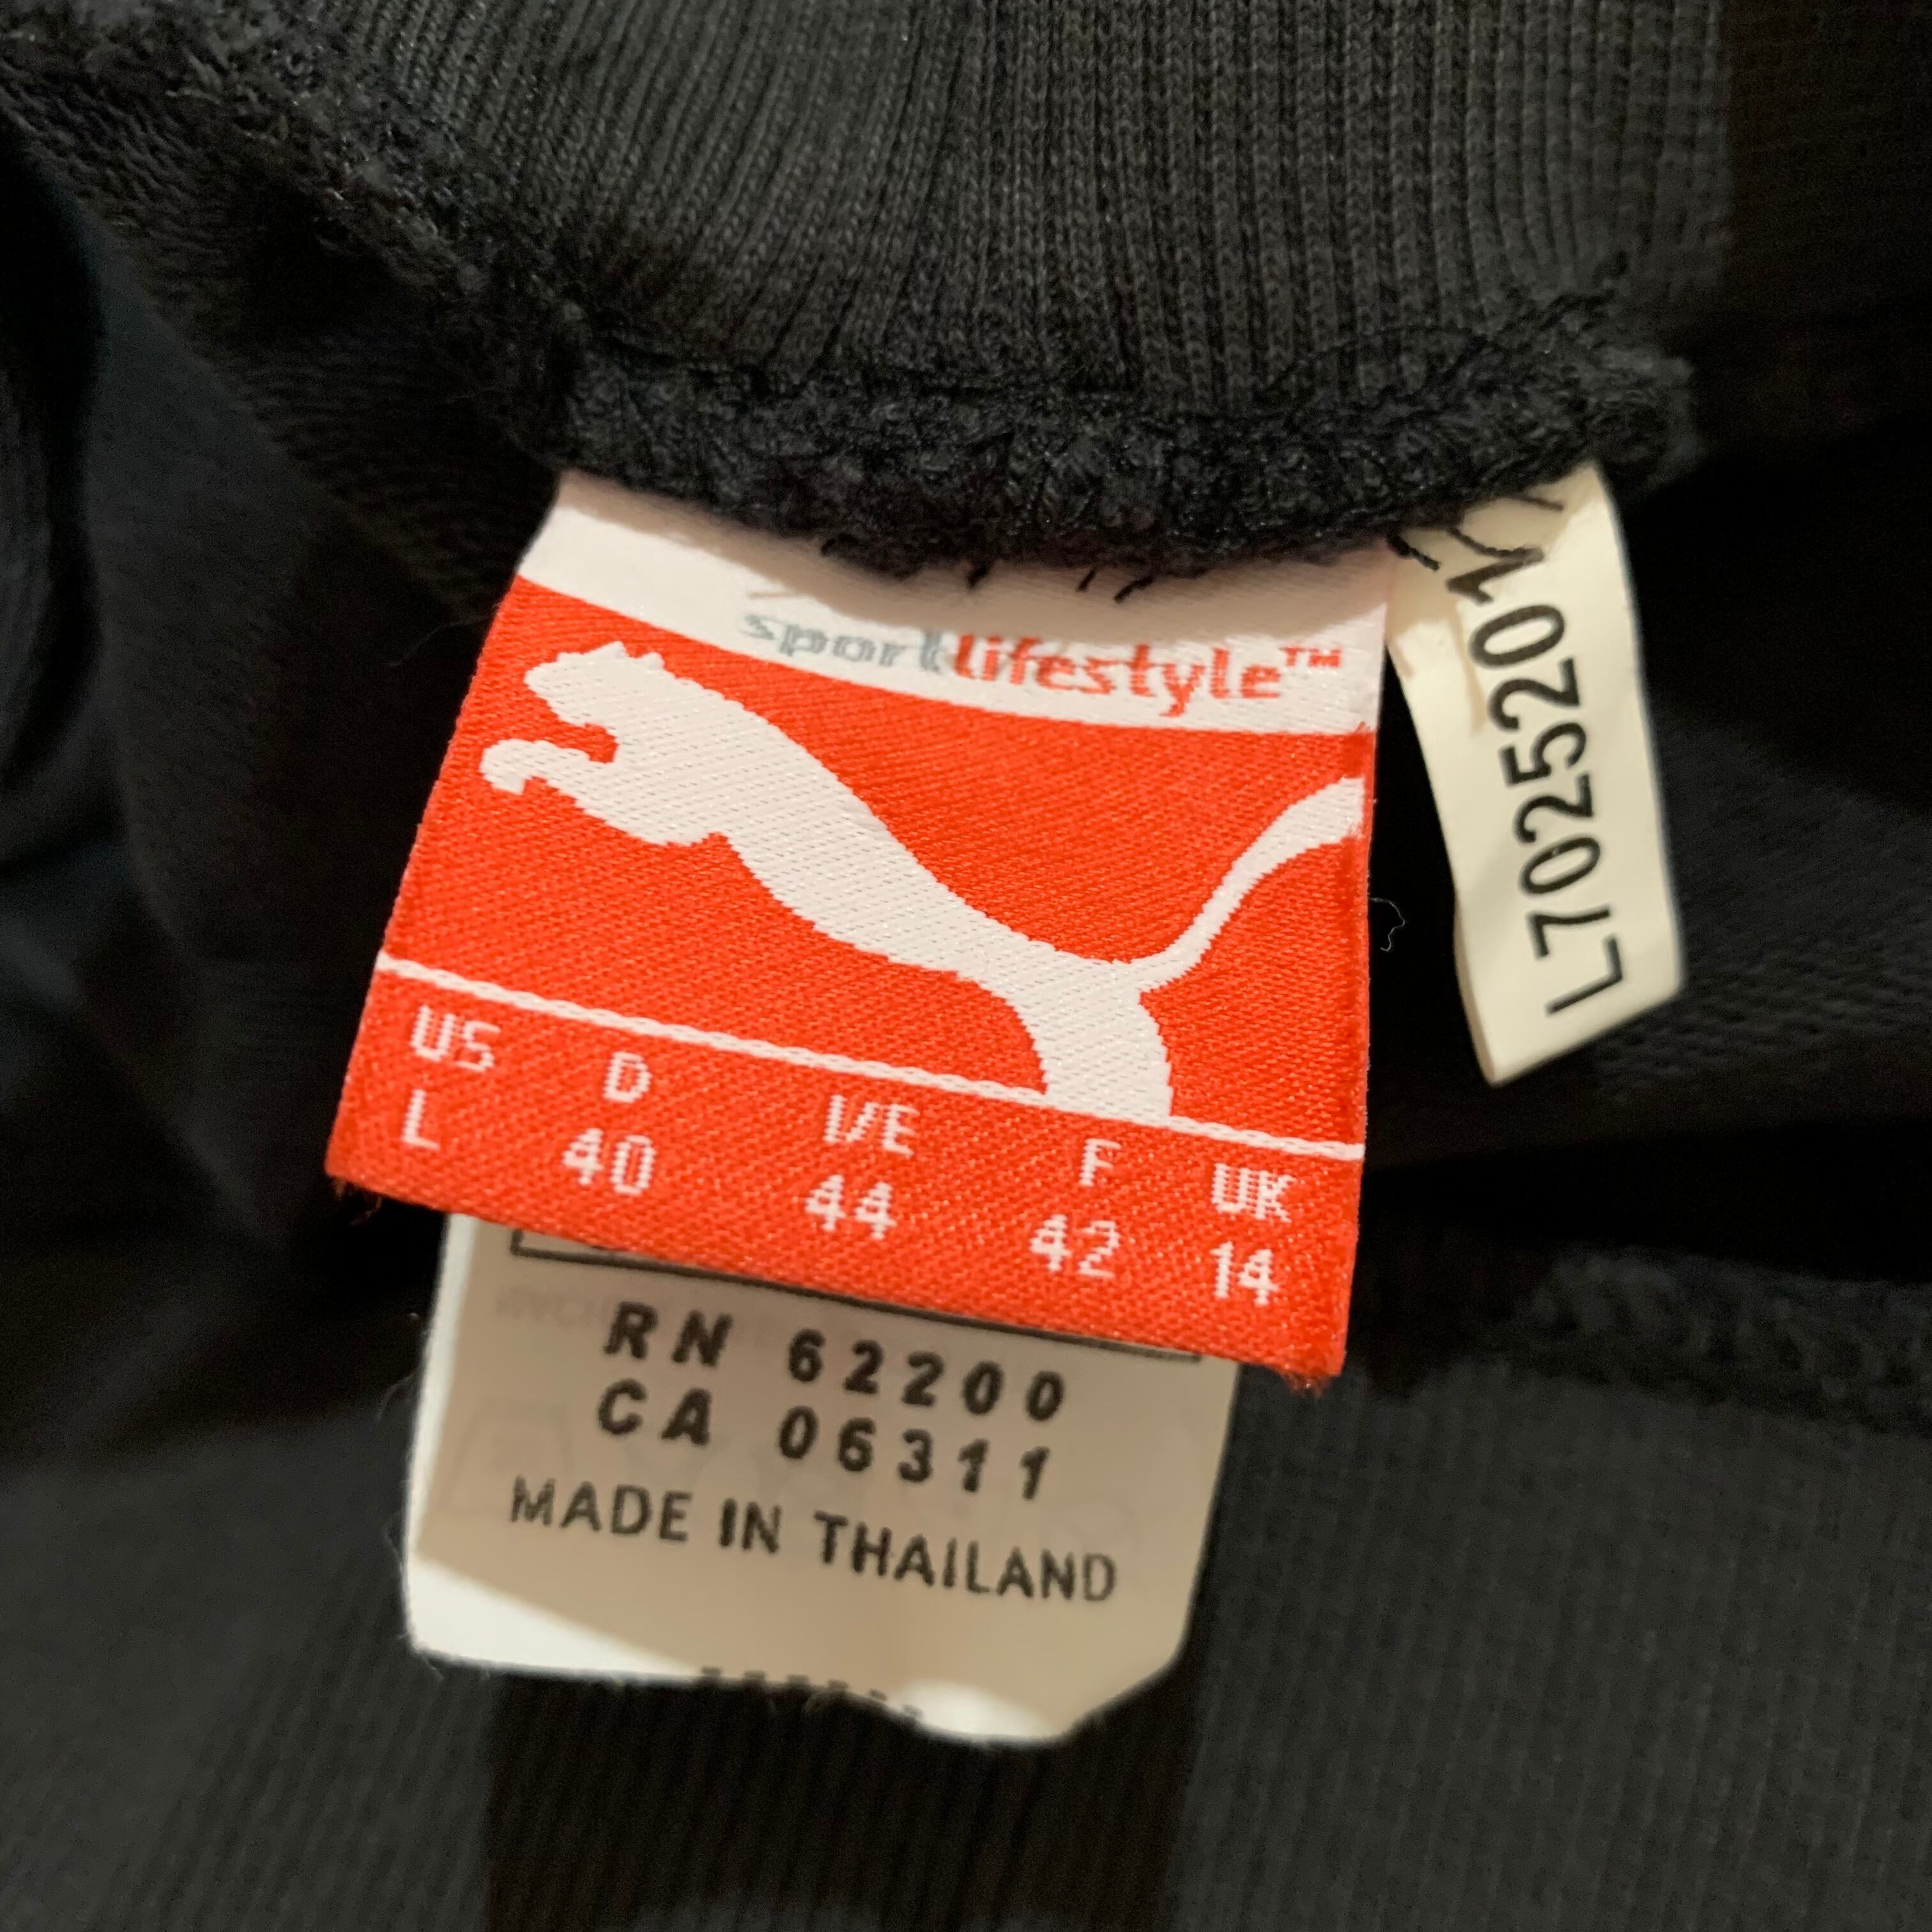 sportlifestyle™
US D I/E F UK
L 40 44 42 14
RN 62200
CA 06311
MADE IN THAILAND
L7025201